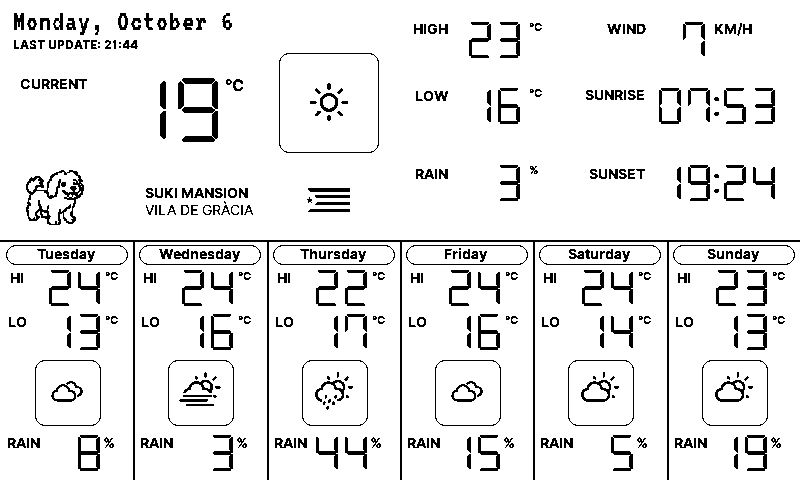 Monday, October 6
LAST UPDATE: 21:44
CURRENT 19 °C
HIGH 23 °C
WIND 7 KM/H
LOW 16 °C
SUNRISE 07:53
RAIN 3 %
SUNSET 19:24
SUKI MANSION
VILA DE GRÀCIA
Tuesday
HI 24 °C
LO 13 °C
RAIN 8 %
Wednesday
HI 24 °C
LO 16 °C
RAIN 3 %
Thursday
HI 22 °C
LO 17 °C
RAIN 44 %
Friday
HI 24 °C
LO 16 °C
RAIN 15 %
Saturday
HI 24 °C
LO 14 °C
RAIN 5 %
Sunday
HI 23 °C
LO 13 °C
RAIN 19 %